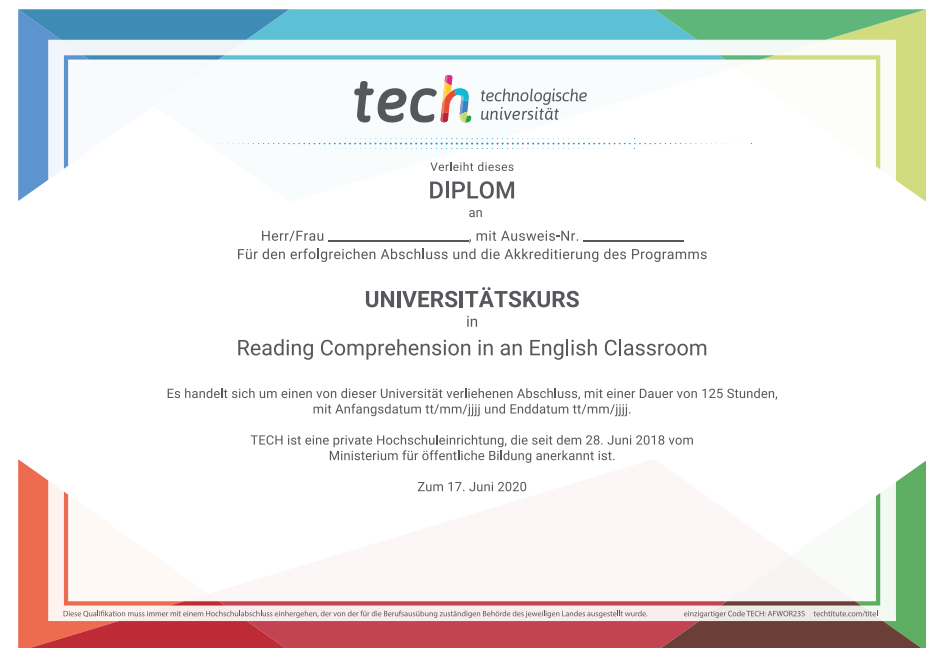 tech technologische
universität
Verleiht dieses
DIPLOM
an
Herr/Frau ____________________, mit Ausweis-Nr. ______________
Für den erfolgreichen Abschluss und die Akkreditierung des Programms
UNIVERSITÄTSKURS
in
Reading Comprehension in an English Classroom
Es handelt sich um einen von dieser Universität verliehenen Abschluss, mit einer Dauer von 125 Stunden,
mit Anfangsdatum tt/mm/jjjj und Enddatum tt/mm/jjjj.
TECH ist eine private Hochschuleinrichtung, die seit dem 28. Juni 2018 vom
Ministerium für öffentliche Bildung anerkannt ist.
Zum 17. Juni 2020
Diese Qualifikation muss immer mit einem Hochschulabschluss einhergehen, der von der für die Berufsausübung zuständigen Behörde des jeweiligen Landes ausgestellt wurde. einzigartiger Code TECH: AFWOR23S techtitute.com/titel